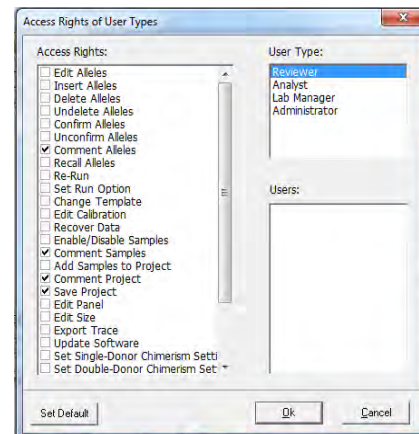 Access Rights of User Types
Access Rights:
Edit Alleles
Insert Alleles
Delete Alleles
Undelete Alleles
Confirm Alleles
Unconfirm Alleles
Comment Alleles
Recall Alleles
Re-Run
Set Run Option
Change Template
Edit Calibration
Recover Data
Enable/Disable Samples
Comment Samples
Add Samples to Project
Comment Project
Save Project
Edit Panel
Edit Size
Export Trace
Update Software
Set Single-Donor Chimerism Setti
Set Double-Donor Chimerism Set
User Type:
Reviewer
Analyst
Lab Manager
Administrator
Users:
Set Default
Ok
Cancel